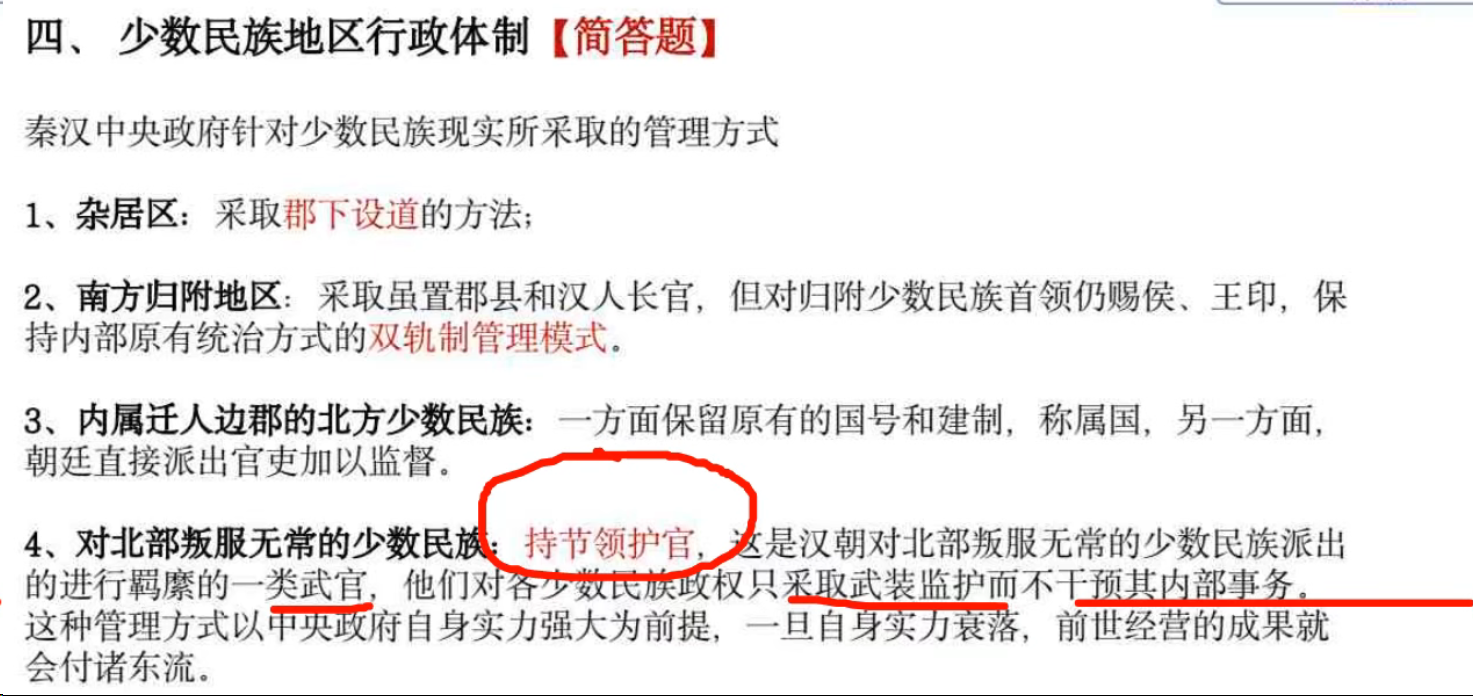 四、 少数民族地区行政体制【简答题】
秦汉中央政府针对少数民族现实所采取的管理方式
1、杂居区：采取郡下设道的方法；
2、南方归附地区：采取虽置郡县和汉人长官，但对归附少数民族首领仍赐侯、王印，保
持内部原有统治方式的双轨制管理模式。
3、内属迁人边郡的北方少数民族：一方面保留原有的国号和建制，称属国，另一方面，
朝廷直接派出官吏加以监督。
4、对北部叛服无常的少数民族：持节领护官，这是汉朝对北部叛服无常的少数民族派出
的进行羁縻的一类武官，他们对各少数民族政权只采取武装监护而不干预其内部事务。
这种管理方式以中央政府自身实力强大为前提，一旦自身实力衰落，前世经营的成果就
会付诸东流。